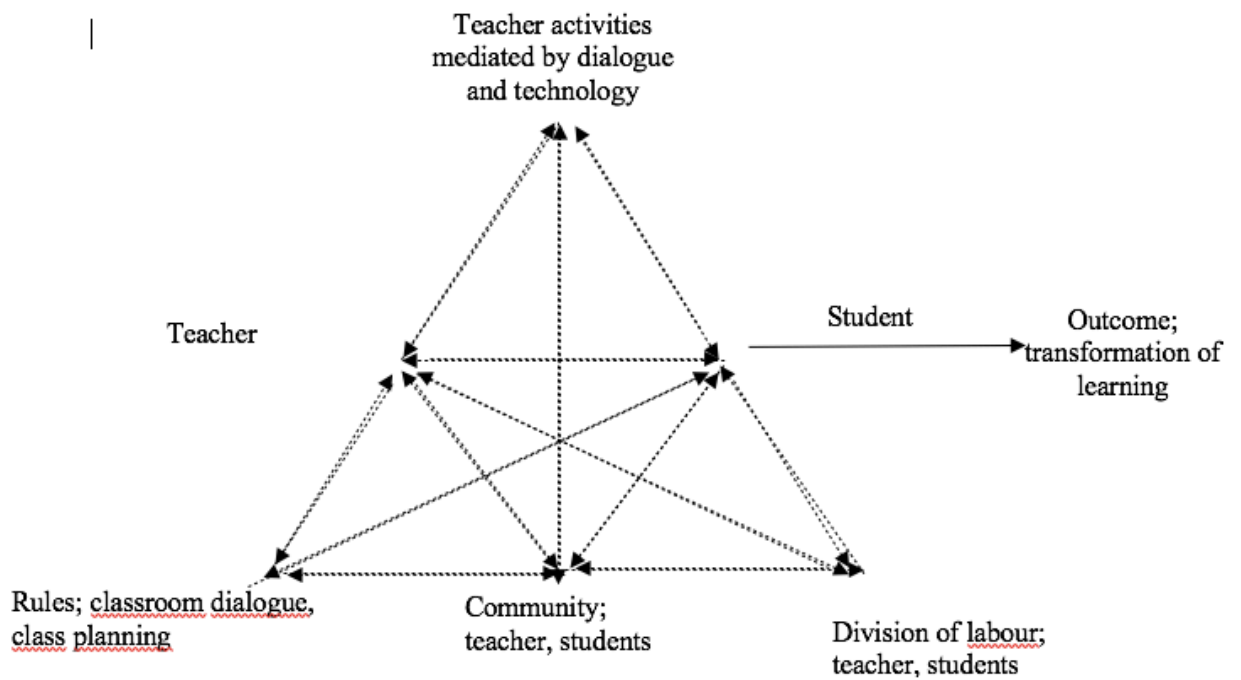 Teacher activities
mediated by dialogue
and technology
Teacher
Student
Outcome;
transformation of
learning
Rules; classroom dialogue,
class planning
Community;
teacher, students
Division of labour;
teacher, students